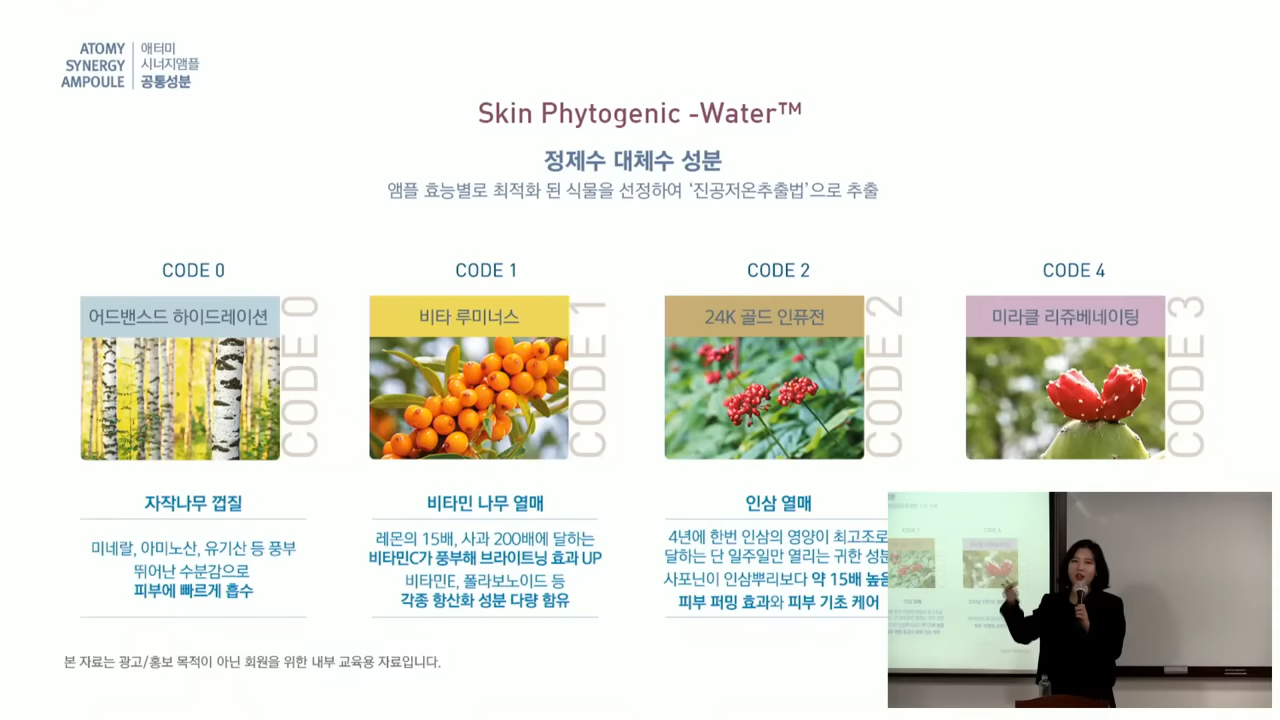 ATOMY
SYNERGY
AMPOULE
애터미
시너지앰플
공통성분
Skin Phytogenic -Water™
정제수 대체수 성분
앰플 효능별로 최적화 된 식물을 선정하여 ‘진공저온추출법’으로 추출
CODE 0
어드밴스드 하이드레이션
CODE 0
자작나무 껍질
미네랄, 아미노산, 유기산 등 풍부
뛰어난 수분감으로
피부에 빠르게 흡수
CODE 1
비타 루미너스
CODE 1
비타민 나무 열매
레몬의 15배, 사과 200배에 달하는
비타민C가 풍부해 브라이트닝 효과 UP
비타민E, 폴라보노이드 등
각종 항산화 성분 다량 함유
CODE 2
24K 골드 인퓨전
CODE 2
인삼 열매
4년에 한번 인삼의 영양이 최고조로
달하는 단 일주일만 열리는 귀한 성분
사포닌이 인삼뿌리보다 약 15배 높은
피부 퍼밍 효과와 피부 기초 케어
CODE 4
미라클 리쥬베네이팅
CODE 3
본 자료는 광고/홍보 목적이 아닌 회원을 위한 내부 교육용 자료입니다.